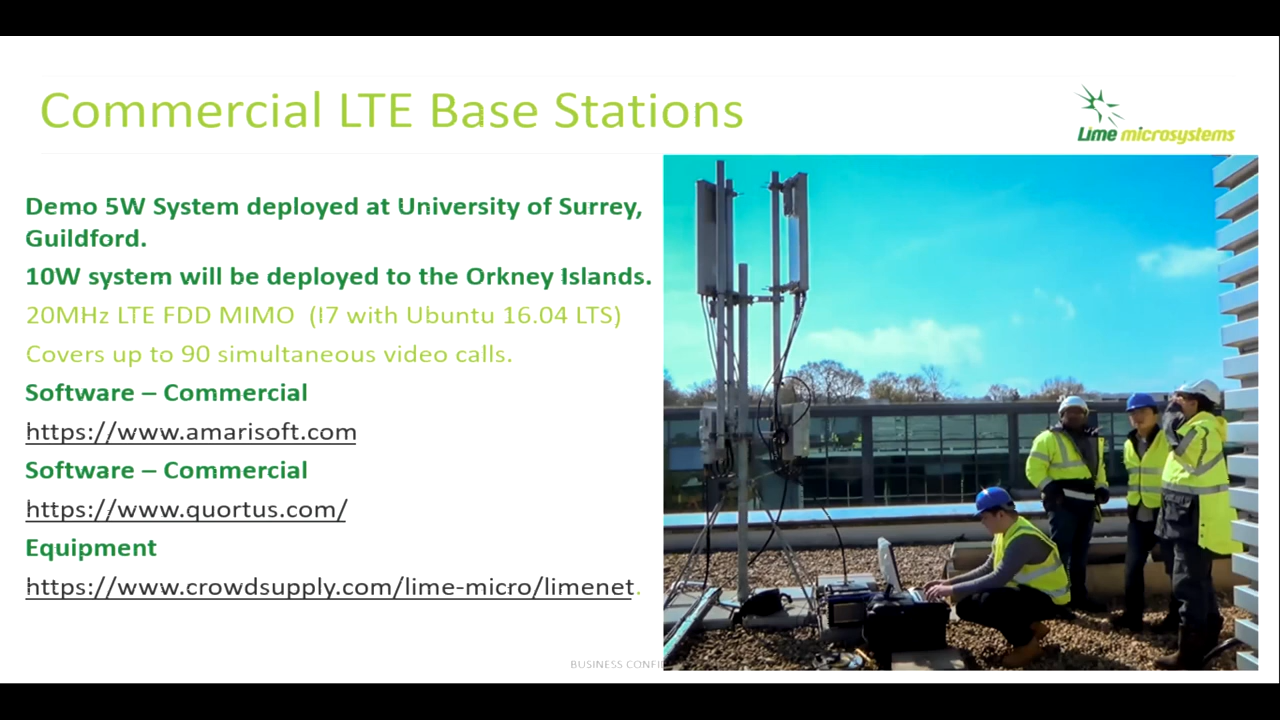 Commercial LTE Base Stations
Lime microsystems
Demo 5W System deployed at University of Surrey,
Guildford.
10W system will be deployed to the Orkney Islands.
20MHz LTE FDD MIMO (I7 with Ubuntu 16.04 LTS)
Covers up to 90 simultaneous video calls.
Software – Commercial
https://www.amarisoft.com
Software – Commercial
https://www.quortus.com/
Equipment
https://www.crowdsupply.com/lime-micro/limenet.
BUSINESS